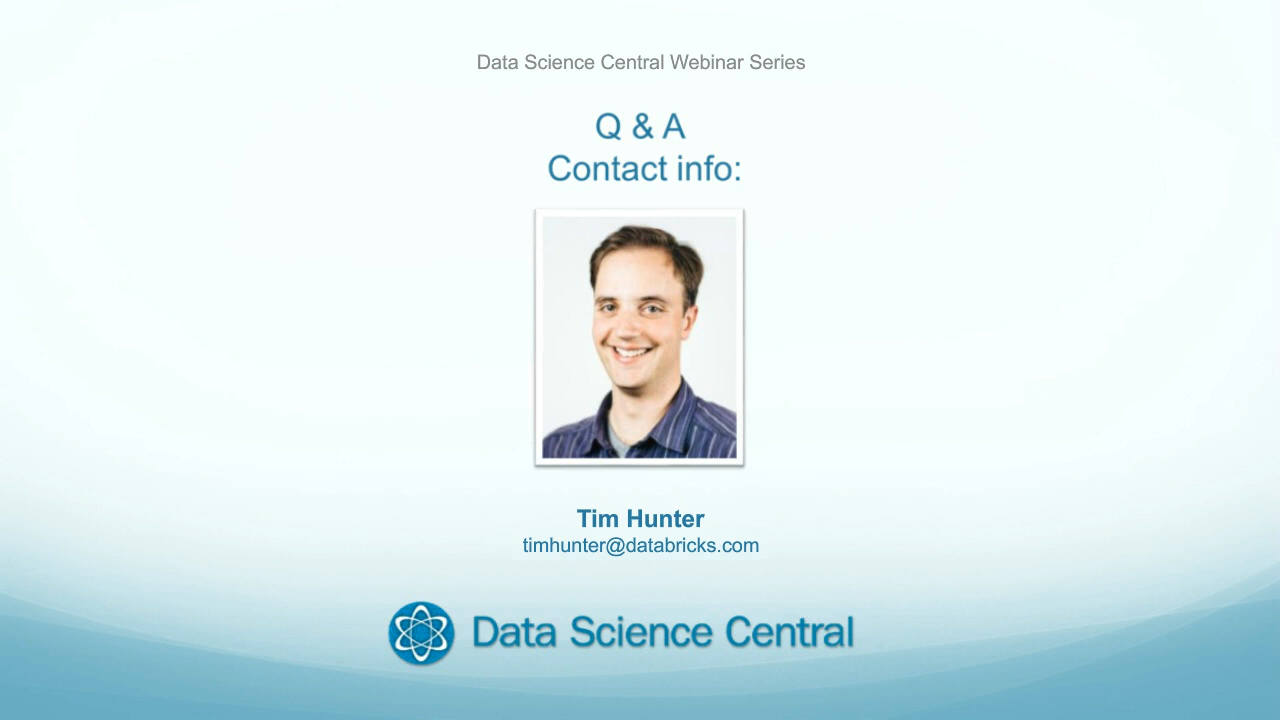 Data Science Central Webinar Series
Q & A
Contact info:
Tim Hunter
timhunter@databricks.com
Data Science Central